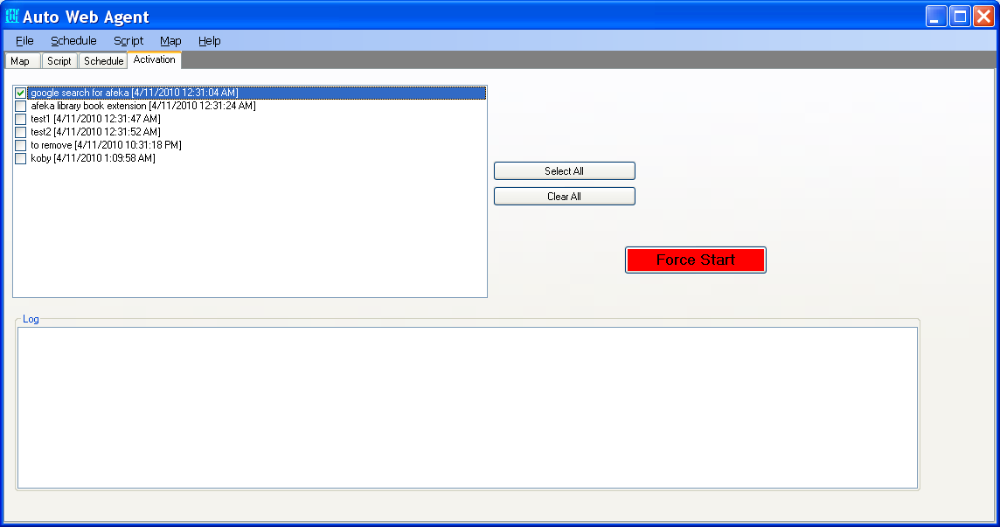 Auto Web Agent
File Schedule Script Map Help
Map Script Schedule Activation
google search for afeka [4/11/2010 12:31:04 AM]
afeka library book extension [4/11/2010 12:31:24 AM]
test1 [4/11/2010 12:31:47 AM]
test2 [4/11/2010 12:31:52 AM]
to remove [4/11/2010 10:31:18 PM]
koby [4/11/2010 1:09:58 AM]
Select All
Clear All
Force Start
Log